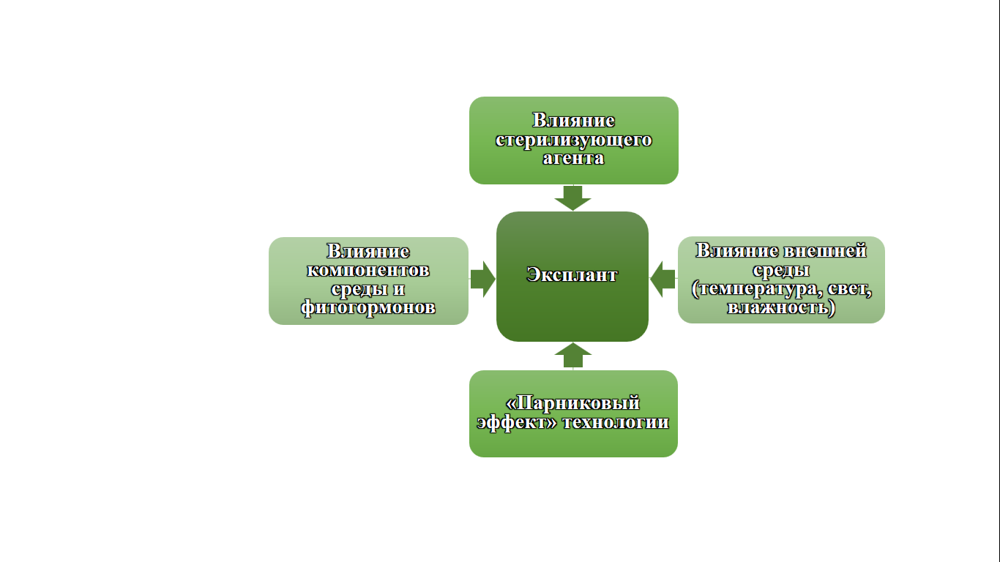 Влияние
стерилизующего
агента
Влияние
компонентов
среды и
фитогормонов
Эксплант
Влияние внешней
среды
(температура, свет,
влажность)
«Парниковый
эффект» технологии